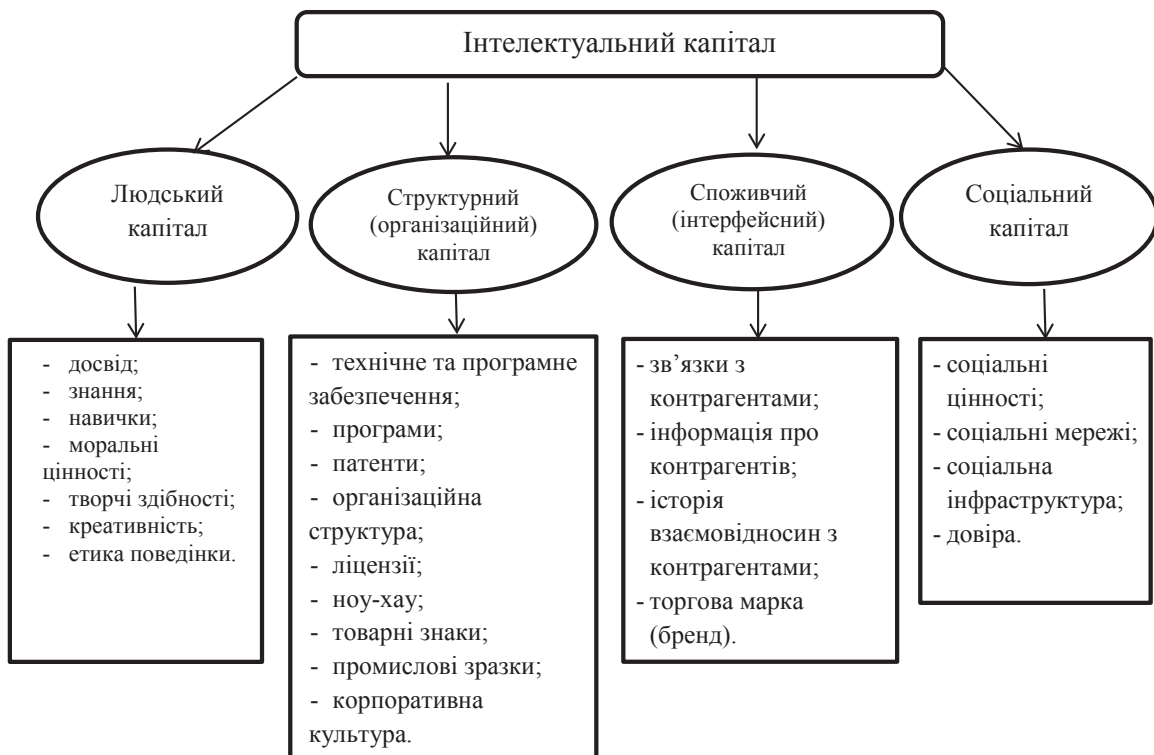 Інтелектуальний капітал
Людський
капітал
Структурний
(організаційний)
капітал
Споживчий
(інтерфейсний)
капітал
Соціальний
капітал
- досвід;
- знання;
- навички;
- моральні
цінності;
- творчі здібності;
- креативність;
- етика поведінки.
- технічне та програмне
забезпечення;
- програми;
- патенти;
- організаційна
структура;
- ліцензії;
- ноу-хау;
- товарні знаки;
- промислові зразки;
- корпоративна
культура.
- зв’язки з
контрагентами;
- інформація про
контрагентів;
- історія
взаємовідносин з
контрагентами;
- торгова марка
(бренд).
- соціальні
цінності;
- соціальні мережі;
- соціальна
інфраструктура;
- довіра.